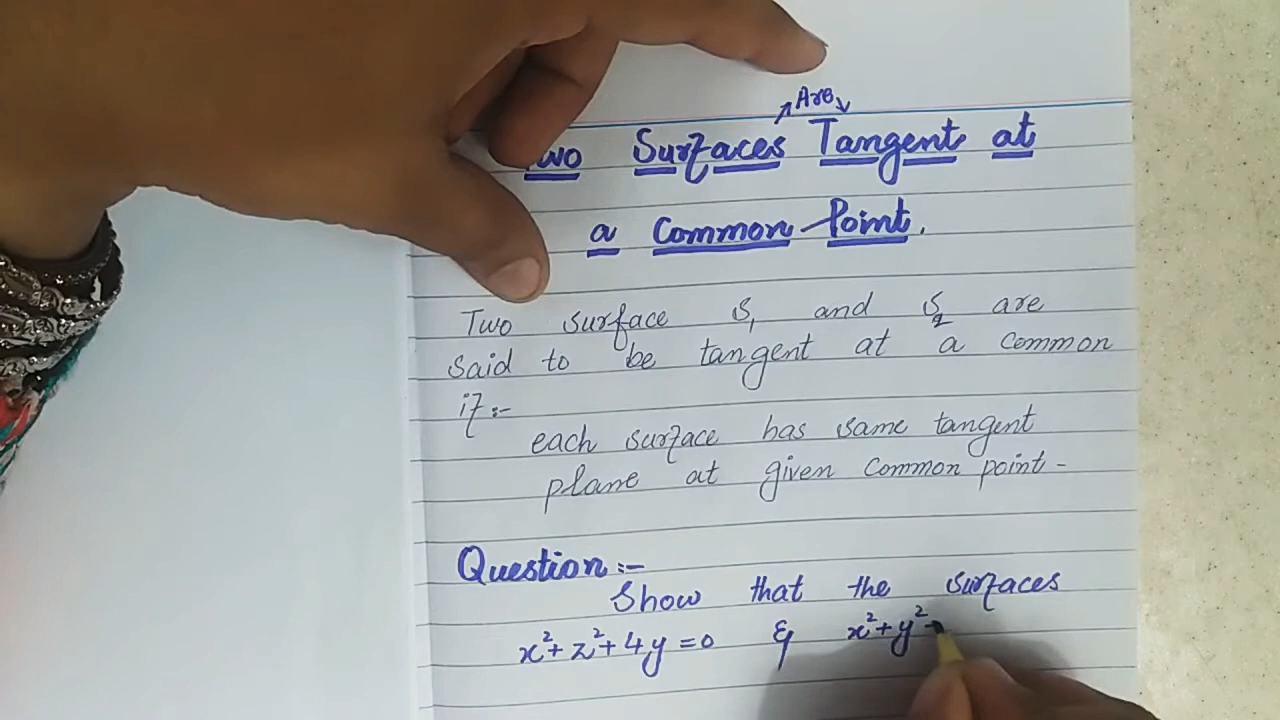 Are
Surfaces Tangent at
a Common Point.
Two surface S₁ and S₂ are
said to be tangent at a common
if:-
each surface has same tangent
plane at given common point-
Question:-
Show that the surfaces
x²+z²+4y=0 & x²+y²